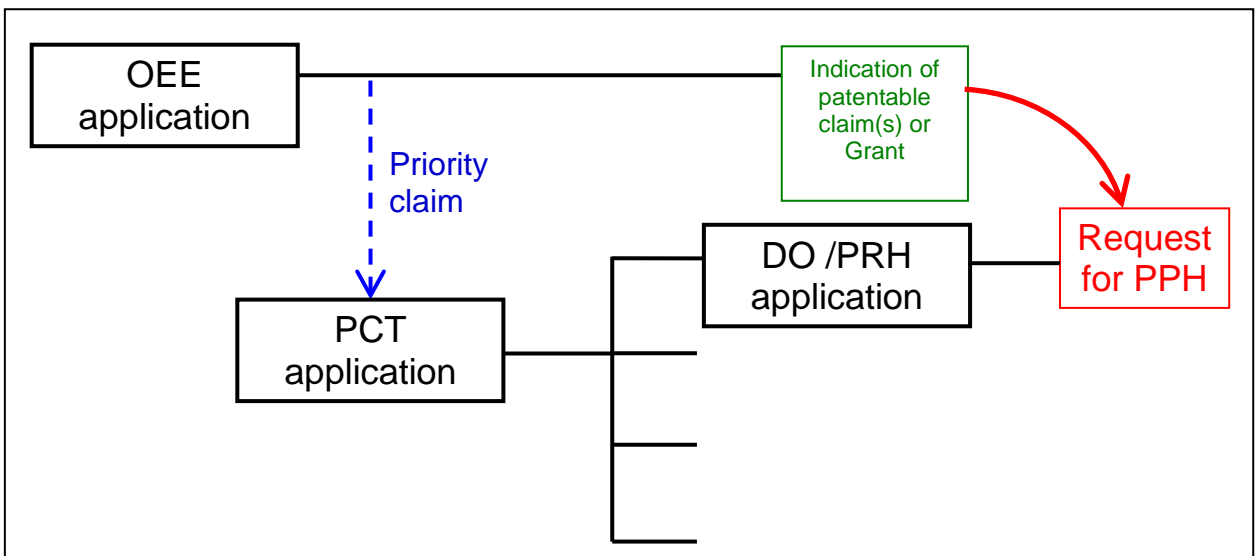 OEE
application
Indication of
patentable
claim(s) or
Grant
Priority
claim
DO /PRH
application
Request
for PPH
PCT
application